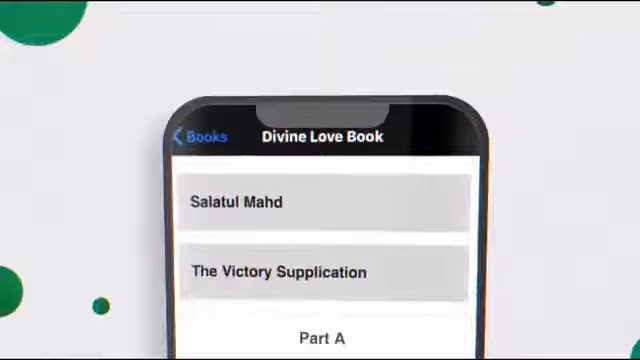 Books
Divine Love Book
Salatul Mahd
The Victory Supplication
Part A